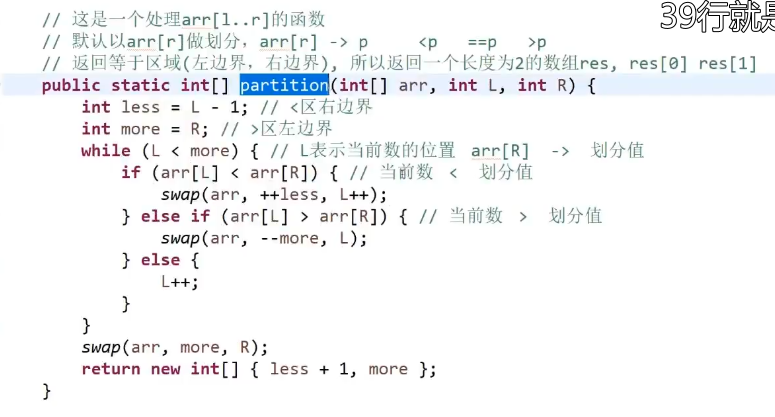 39行就是
// 这是一个处理arr[l..r]的函数
// 默认以arr[r]做划分，arr[r] -> p <p ==p >p
// 返回等于区域(左边界，右边界)，所以返回一个长度为2的数组res, res[0] res[1]
public static int[] partition(int[] arr, int L, int R) {
int less = L - 1; // <区右边界
int more = R; // >区左边界
while (L < more) { // L表示当前数的位置 arr[R] -> 划分值
if (arr[L] < arr[R]) { // 当前数 < 划分值
swap(arr, ++less, L++);
} else if (arr[L] > arr[R]) { // 当前数 > 划分值
swap(arr, --more, L);
} else {
L++;
}
}
swap(arr, more, R);
return new int[] { less + 1, more };
}